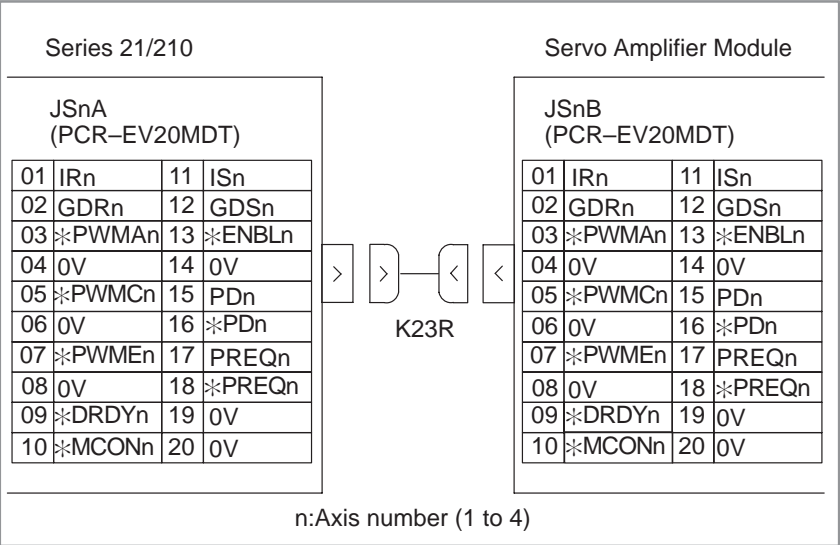 Series 21/210
Servo Amplifier Module
JSnA
(PCR–EV20MDT)
01 IRn 11 ISn
02 GDRn 12 GDSn
03 ✻PWMAn 13 ✻ENBLn
04 0V 14 0V
05 ✻PWMCn 15 PDn
06 0V 16 ✻PDn
07 ✻PWMEn 17 PREQn
08 0V 18 ✻PREQn
09 ✻DRDYn 19 0V
10 ✻MCONn 20 0V
> > < <
K23R
JSnB
(PCR–EV20MDT)
01 IRn 11 ISn
02 GDRn 12 GDSn
03 ✻PWMAn 13 ✻ENBLn
04 0V 14 0V
05 ✻PWMCn 15 PDn
06 0V 16 ✻PDn
07 ✻PWMEn 17 PREQn
08 0V 18 ✻PREQn
09 ✻DRDYn 19 0V
10 ✻MCONn 20 0V
n:Axis number (1 to 4)